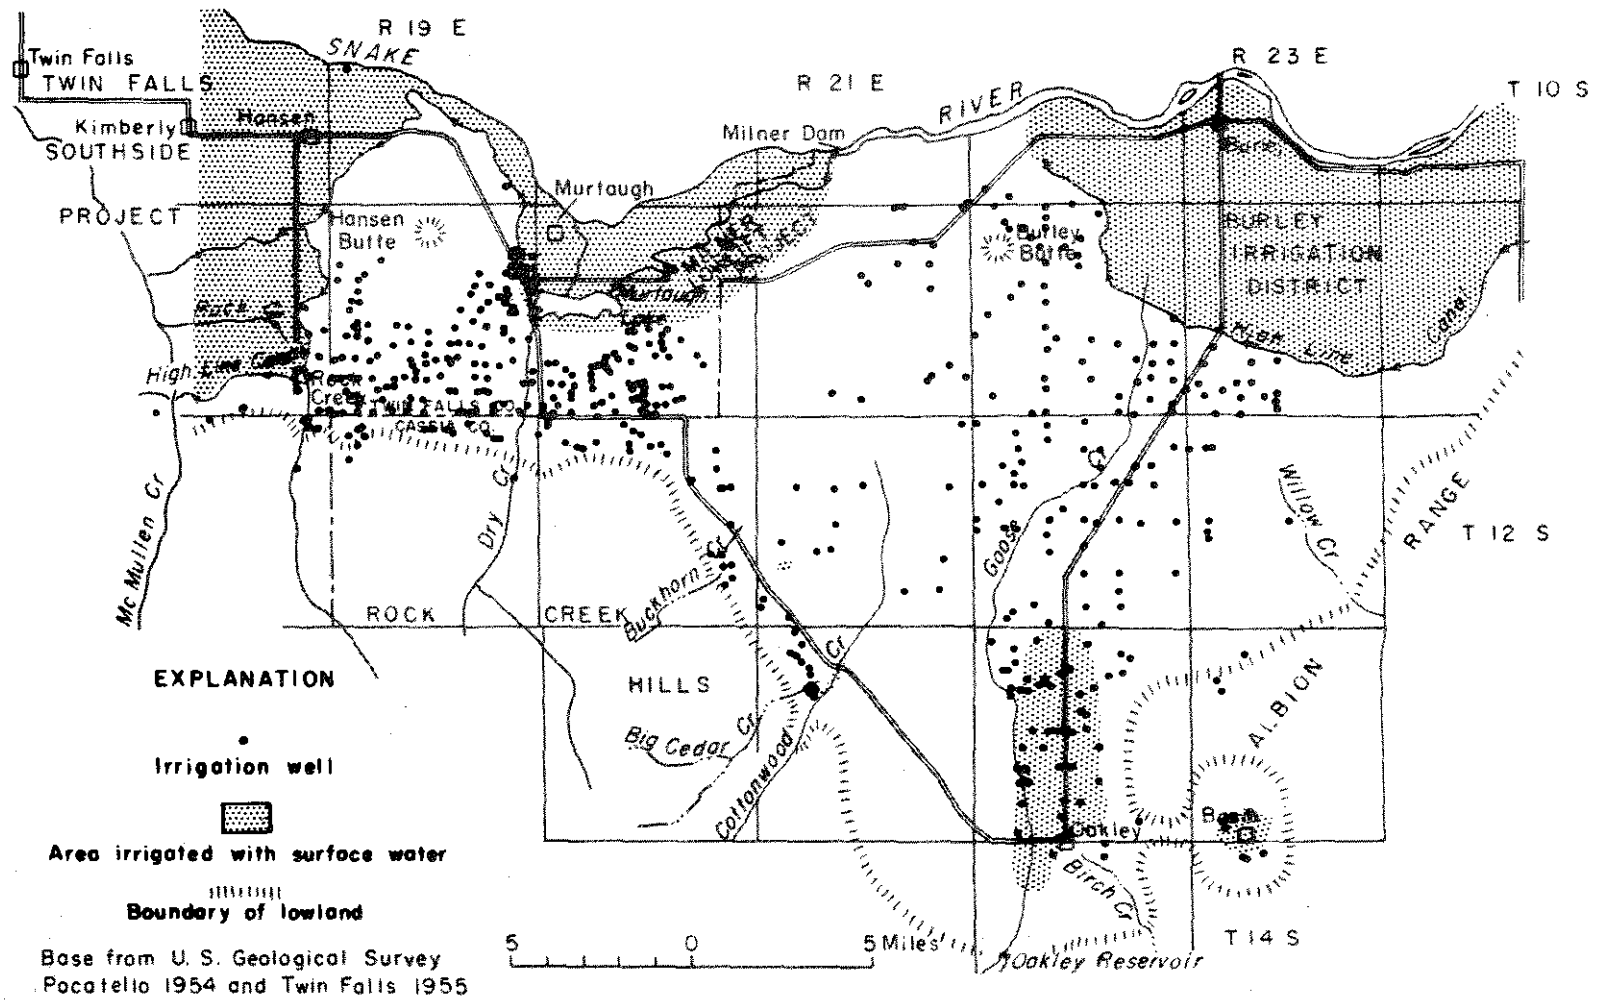 R 19 E
SNAKE
R 23 E
Twin Falls
TWIN FALLS
R 21 E
RIVER
T 10 S
Hansen
Kimberly
SOUTHSIDE
Milner Dam
Burley
Murtaugh
PROJECT
Hansen
Butte
MILNER
LOWLIFT
PROJECT
Burley
Butte
BURLEY
IRRIGATION
DISTRICT
Rock Cr
Murtaugh
Lake
High Line Canal
High Line Canal
Rock
Creek
TWIN FALLS CO.
CASSIA CO.
Mc Mullen Cr
Dry Cr
Goose Cr
Willow Cr
RANGE
T 12 S
Buckhorn Cr
ROCK CREEK
HILLS
Cr
ALBION
Big Cedar Cr
Cottonwood
Basin
Oakley
Birch Cr
T 14 S
Oakley Reservoir
EXPLANATION
Irrigation well
Area irrigated with surface water
Boundary of lowland
Base from U. S. Geological Survey
Pocatello 1954 and Twin Falls 1955
5 0 5 Miles